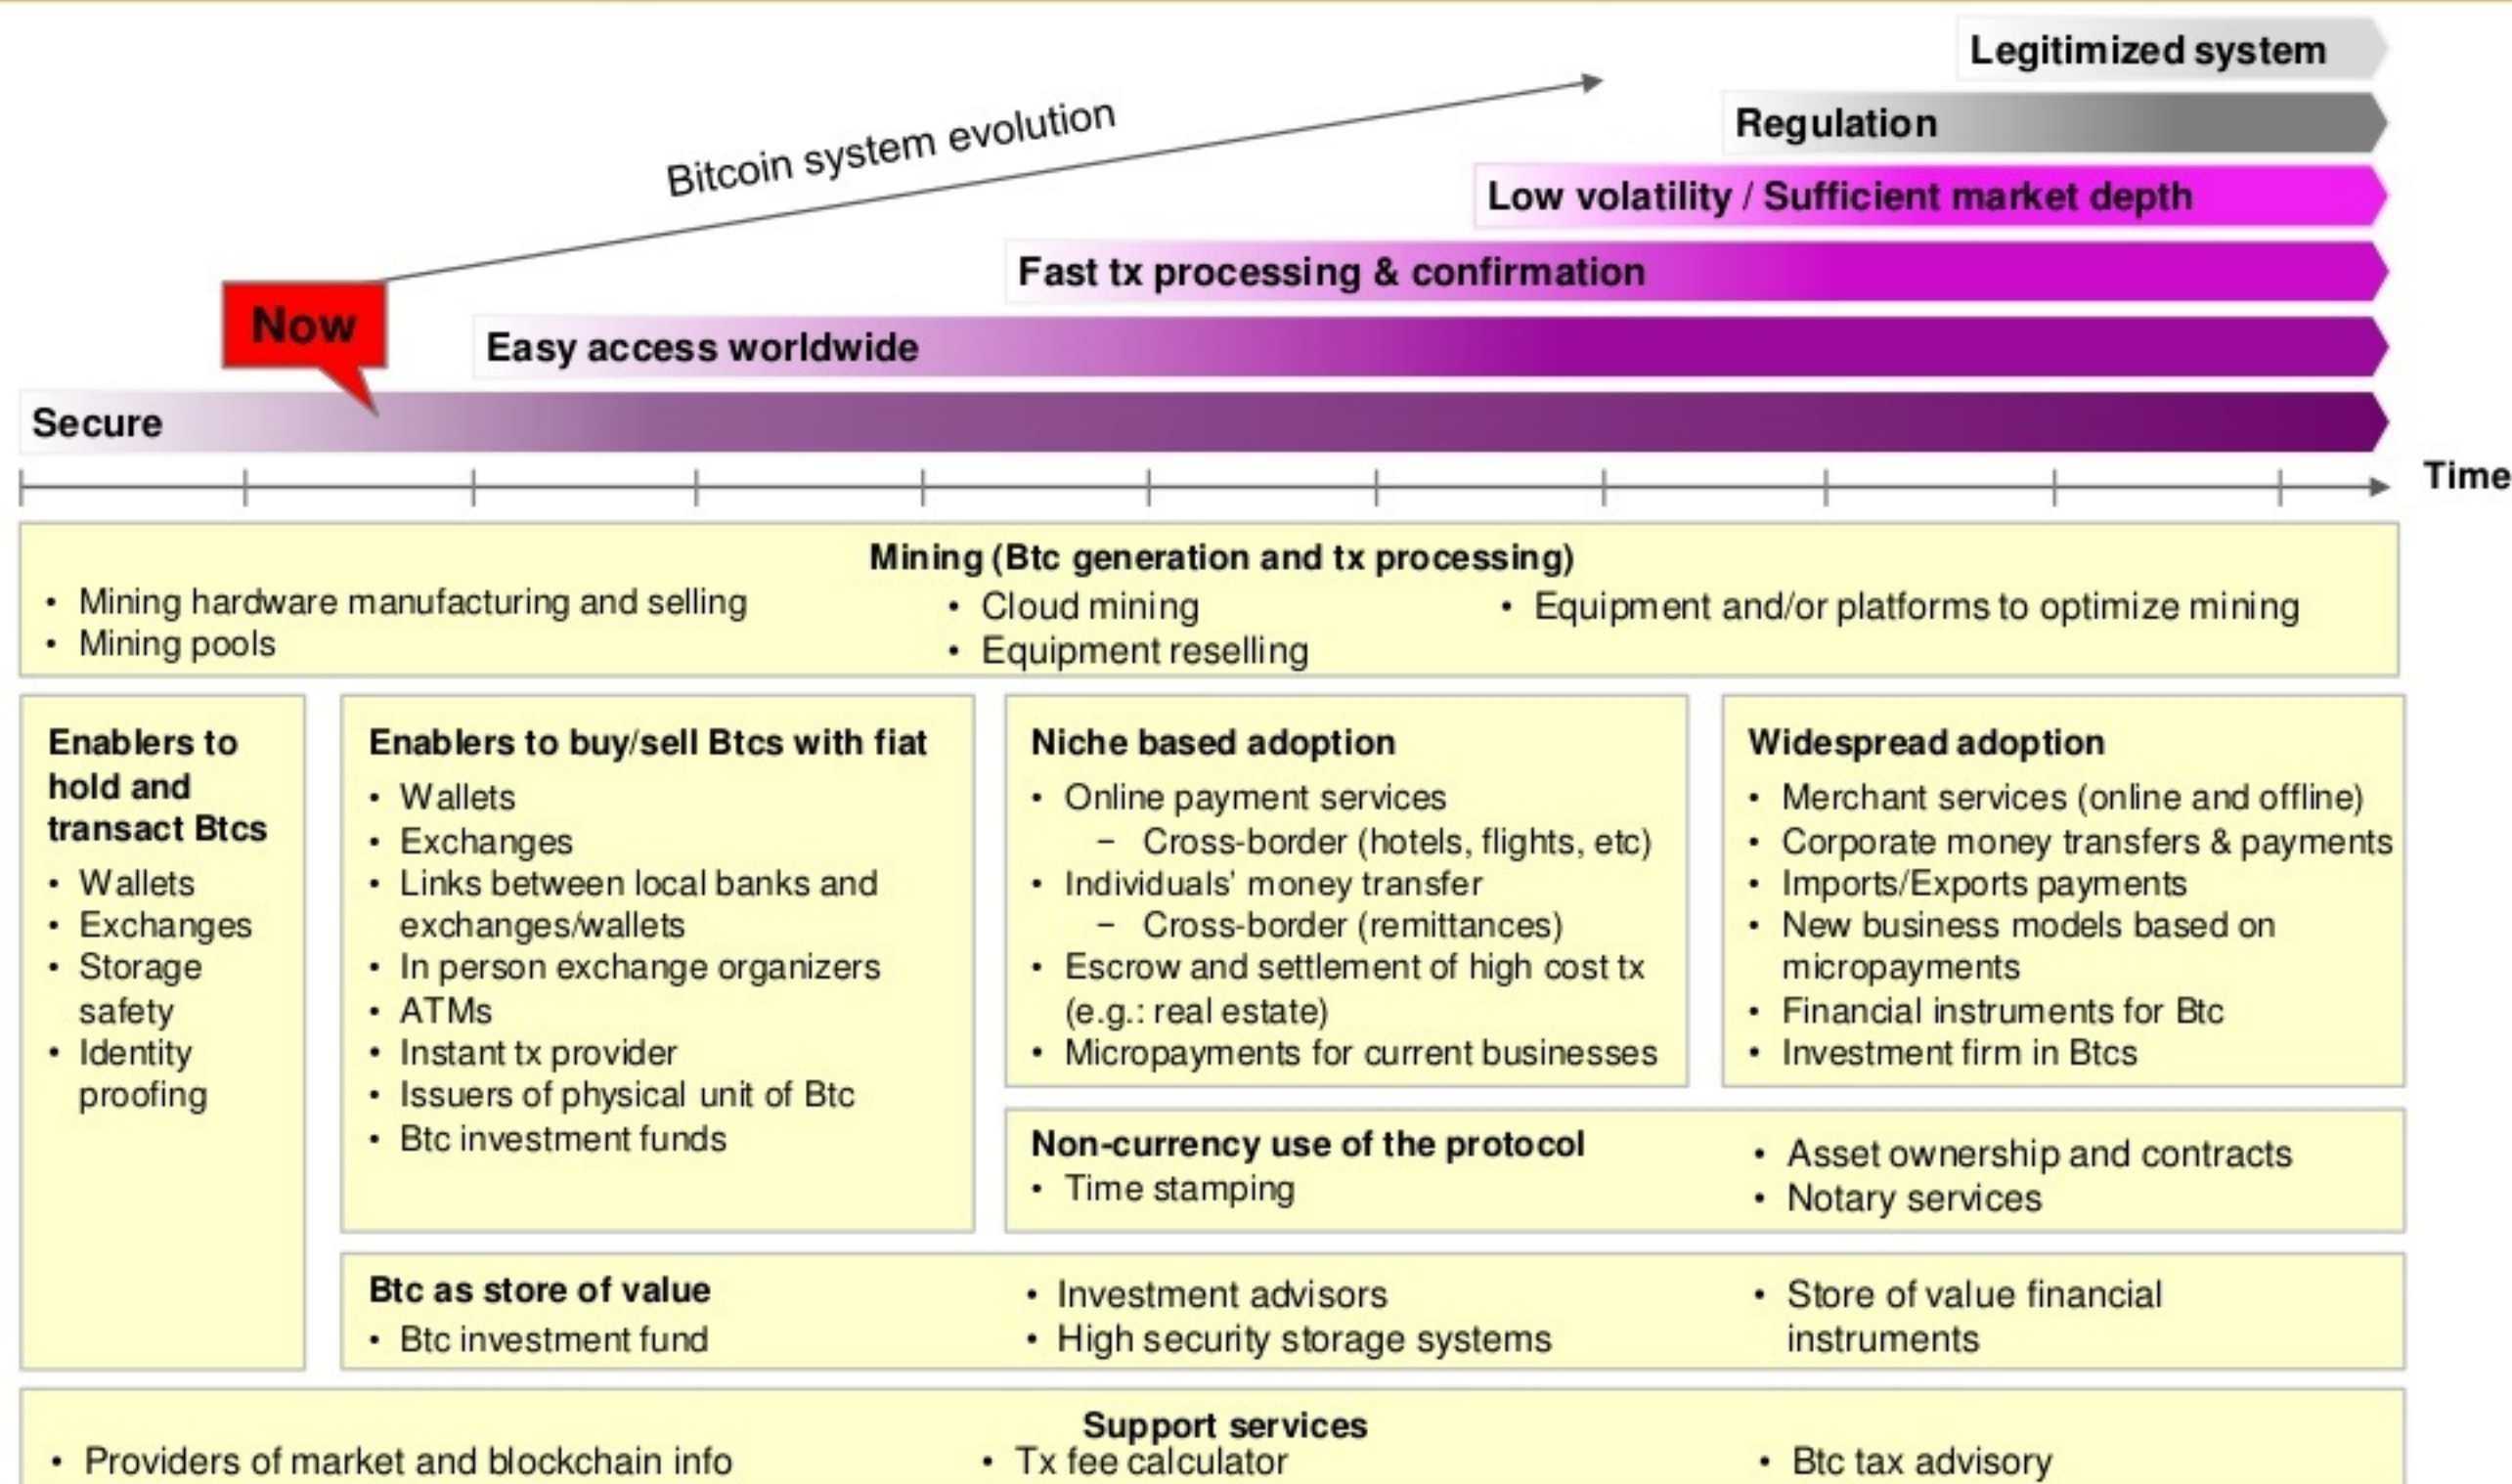 Legitimized system
Regulation
Bitcoin system evolution
Low volatility / Sufficient market depth
Fast tx processing & confirmation
Now
Easy access worldwide
Secure
Time
Mining (Btc generation and tx processing)
• Mining hardware manufacturing and selling
• Mining pools
• Cloud mining
• Equipment reselling
• Equipment and/or platforms to optimize mining
Enablers to
hold and
transact Btcs
• Wallets
• Exchanges
• Storage
safety
• Identity
proofing
Enablers to buy/sell Btcs with fiat
• Wallets
• Exchanges
• Links between local banks and
exchanges/wallets
• In person exchange organizers
• ATMs
• Instant tx provider
• Issuers of physical unit of Btc
• Btc investment funds
Niche based adoption
• Online payment services
– Cross-border (hotels, flights, etc)
• Individuals’ money transfer
– Cross-border (remittances)
• Escrow and settlement of high cost tx
(e.g.: real estate)
• Micropayments for current businesses
Widespread adoption
• Merchant services (online and offline)
• Corporate money transfers & payments
• Imports/Exports payments
• New business models based on
micropayments
• Financial instruments for Btc
• Investment firm in Btcs
Non-currency use of the protocol
• Time stamping
• Asset ownership and contracts
• Notary services
Btc as store of value
• Btc investment fund
• Investment advisors
• High security storage systems
• Store of value financial
instruments
Support services
• Providers of market and blockchain info
• Tx fee calculator
• Btc tax advisory